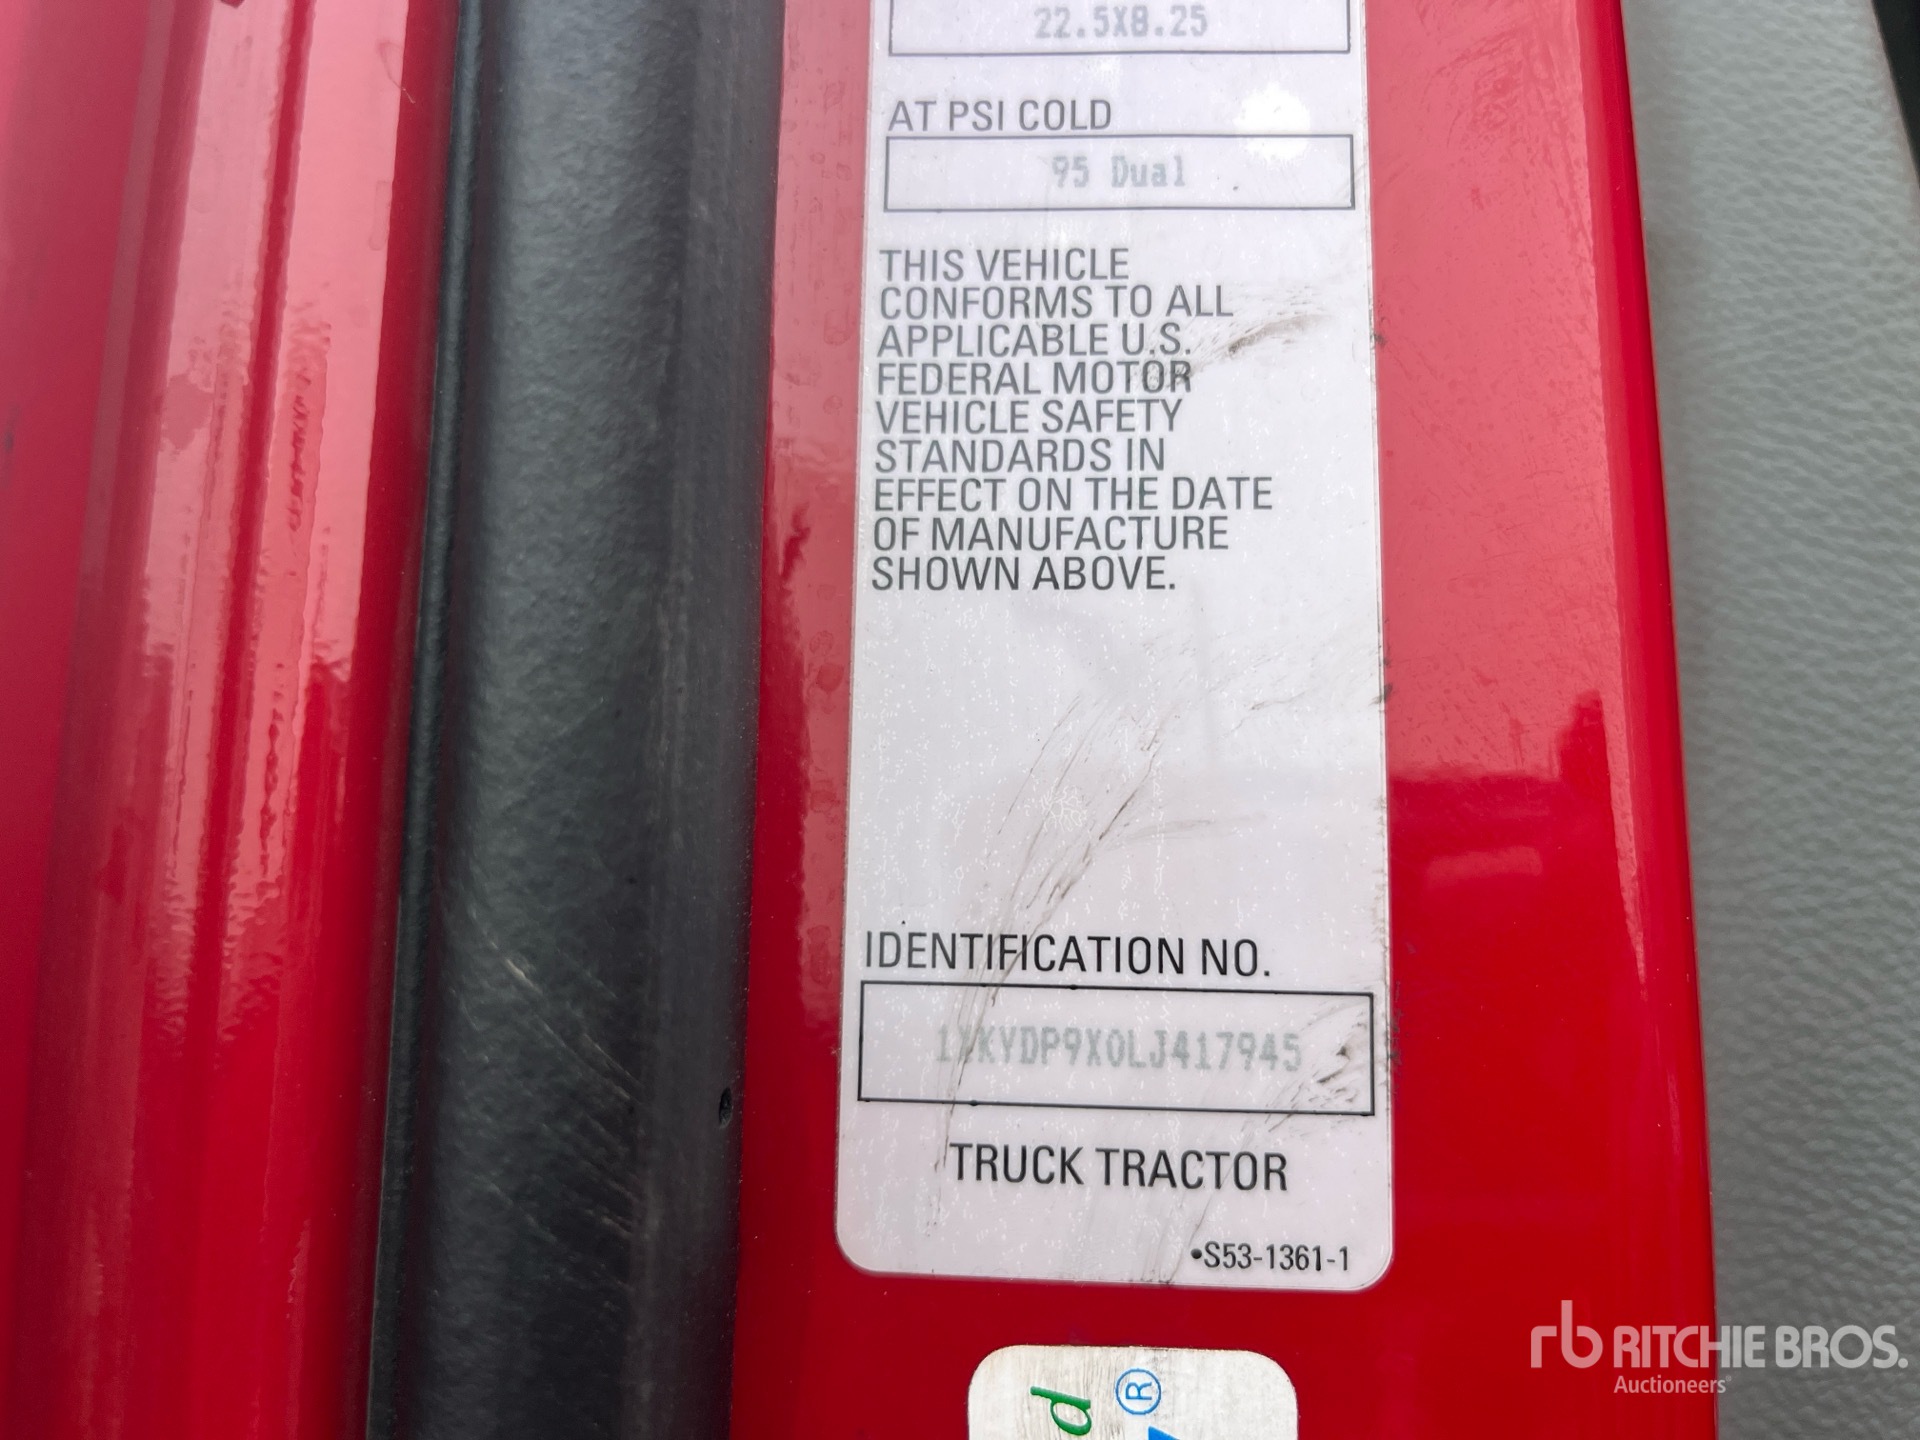 22.5X8.25
AT PSI COLD
95 Dual
THIS VEHICLE
CONFORMS TO ALL
APPLICABLE U.S.
FEDERAL MOTOR
VEHICLE SAFETY
STANDARDS IN
EFFECT ON THE DATE
OF MANUFACTURE
SHOWN ABOVE.
IDENTIFICATION NO.
1XKYDP9X0LJ417945
TRUCK TRACTOR
•S53-1361-1
d ®
rb RITCHIE BROS.
Auctioneers